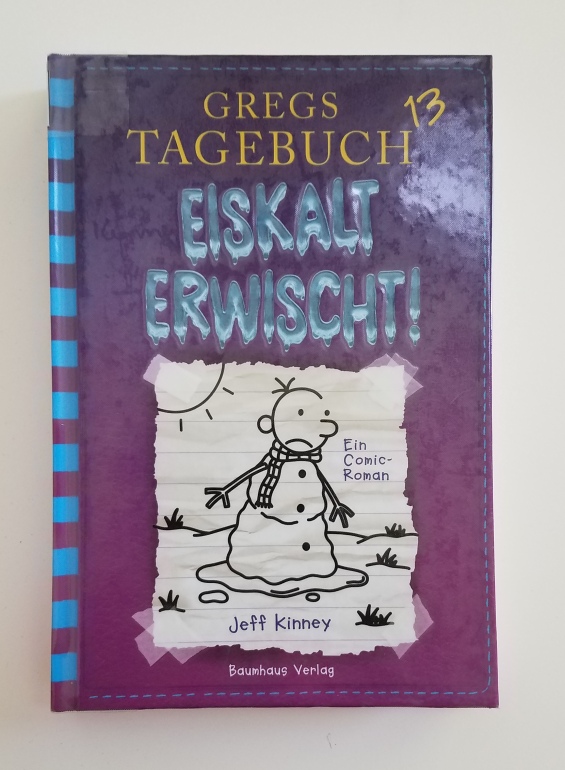 GREGS
TAGEBUCH 13
EISKALT
ERWISCHT!
Ein
Comic-
Roman
Jeff Kinney
Baumhaus Verlag